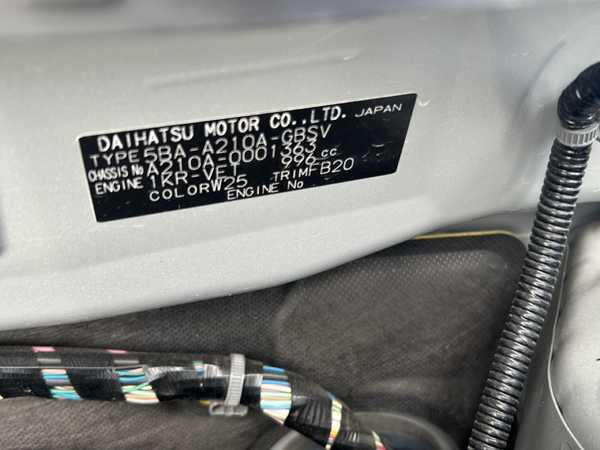 DAIHATSU MOTOR CO.,LTD. JAPAN
TYPE 5BA-A210A-GBSV
CHASSIS No A210A-0001363
ENGINE 1KR-VET 996 cc
COLOR W25 TRIM FB20
ENGINE No